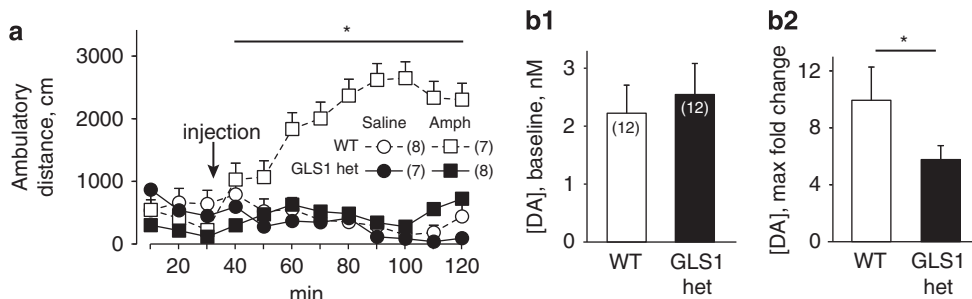 a
Ambulatory
distance, cm
3000
2000
1000
0
*
injection
Saline Amph
WT (8) (7)
GLS1 het (7) (8)
20 40 60 80 100 120
min
b1
[DA], baseline, nM
3
2
1
0
(12) (12)
WT GLS1
het
b2
[DA], max fold change
12
8
4
0
*
WT GLS1
het